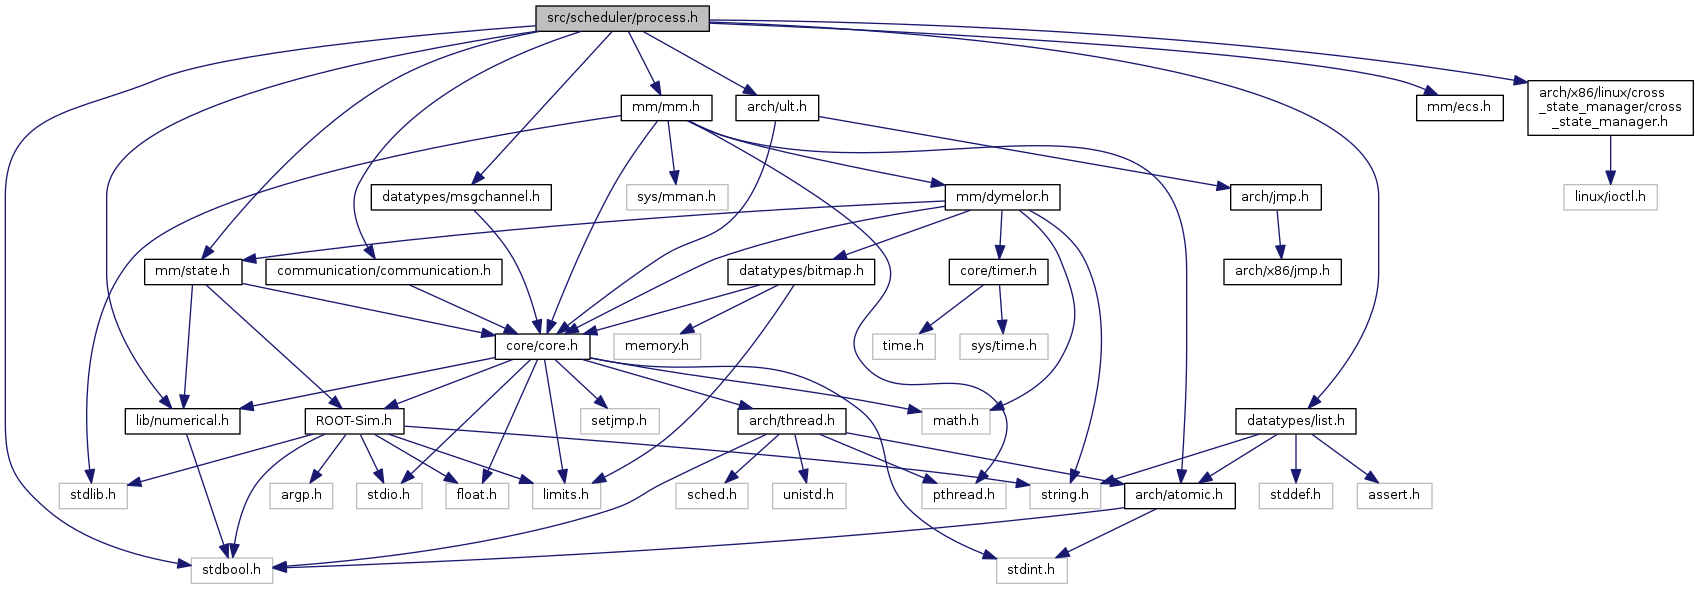 src/scheduler/process.h
arch/x86/linux/cross
_state_manager/cross
_state_manager.h
mm/mm.h
arch/ult.h
mm/ecs.h
datatypes/msgchannel.h
sys/mman.h
mm/dymelor.h
arch/jmp.h
linux/ioctl.h
mm/state.h
communication/communication.h
datatypes/bitmap.h
core/timer.h
arch/x86/jmp.h
core/core.h
memory.h
time.h
sys/time.h
lib/numerical.h
ROOT-Sim.h
setjmp.h
arch/thread.h
math.h
datatypes/list.h
stdlib.h
argp.h
stdio.h
float.h
limits.h
sched.h
unistd.h
pthread.h
string.h
arch/atomic.h
stddef.h
assert.h
stdbool.h
stdint.h